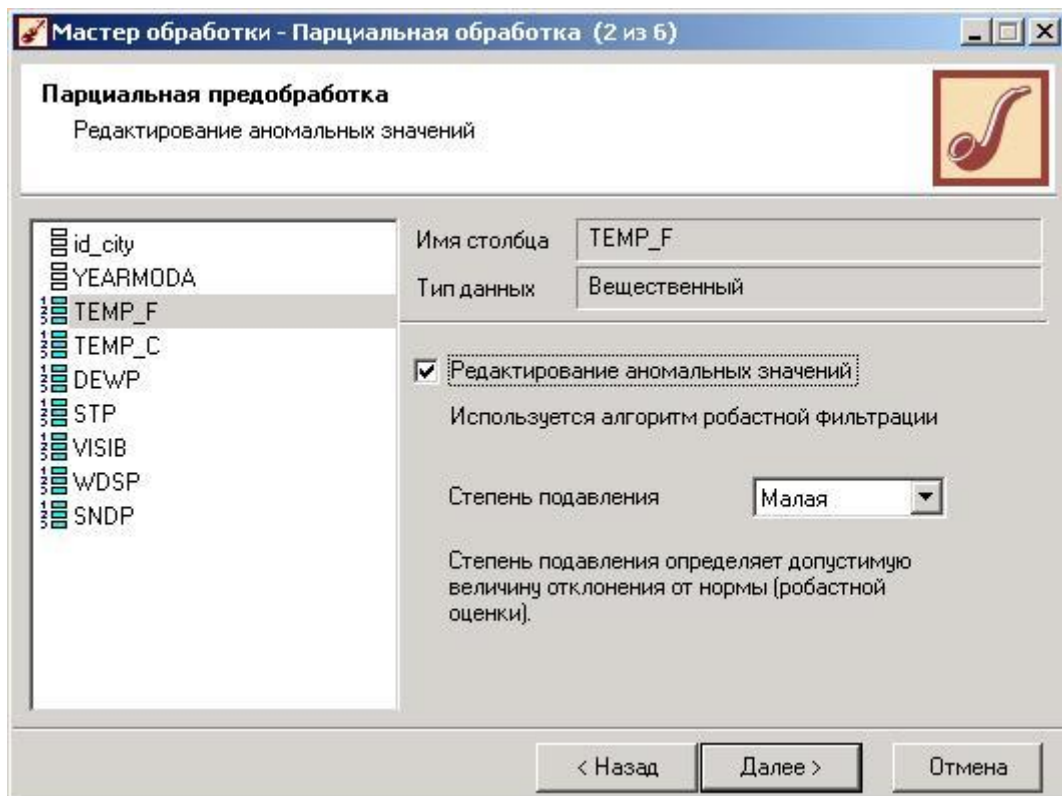 Мастер обработки - Парциальная обработка (2 из 6)
Парциальная предобработка
Редактирование аномальных значений
id_city
YEARMODA
TEMP_F
TEMP_C
DEWP
STP
VISIB
WDSP
SNDP
Имя столбца TEMP_F
Тип данных Вещественный
Редактирование аномальных значений
Используется алгоритм робастной фильтрации
Степень подавления Малая
Степень подавления определяет допустимую
величину отклонения от нормы (робастной
оценки).
< Назад Далее > Отмена